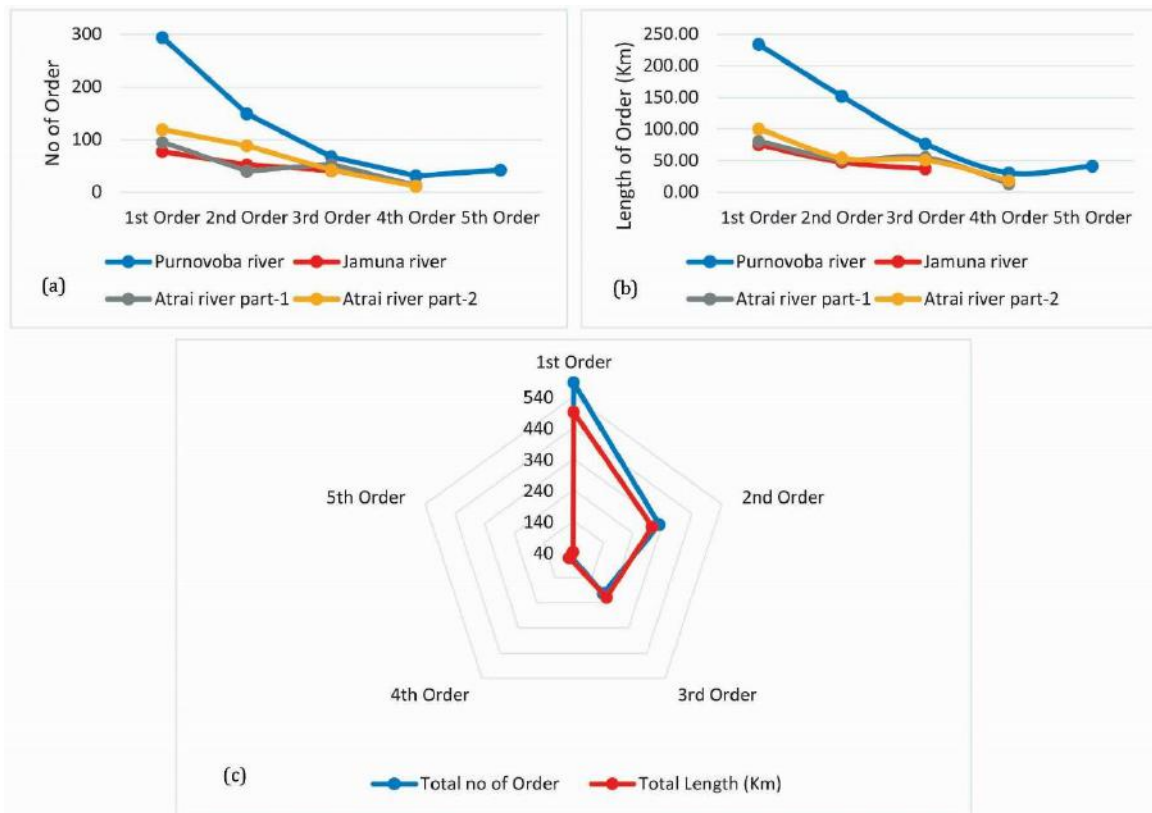 300
200
100
0
No of Order
1st Order 2nd Order 3rd Order 4th Order 5th Order
Purnovoba river
Jamuna river
Atrai river part-1
Atrai river part-2
(a)
250.00
200.00
150.00
100.00
50.00
0.00
Length of Order (Km)
1st Order 2nd Order 3rd Order 4th Order 5th Order
Purnovoba river
Jamuna river
Atrai river part-1
Atrai river part-2
(b)
1st Order
540
440
340
240
140
40
5th Order
2nd Order
4th Order
3rd Order
(c)
Total no of Order
Total Length (Km)